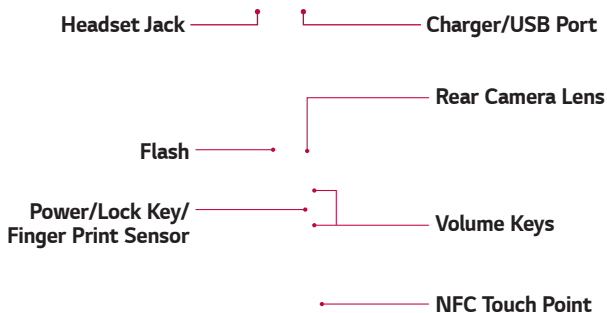 Headset Jack
Charger/USB Port
Rear Camera Lens
Flash
Power/Lock Key/
Finger Print Sensor
Volume Keys
NFC Touch Point